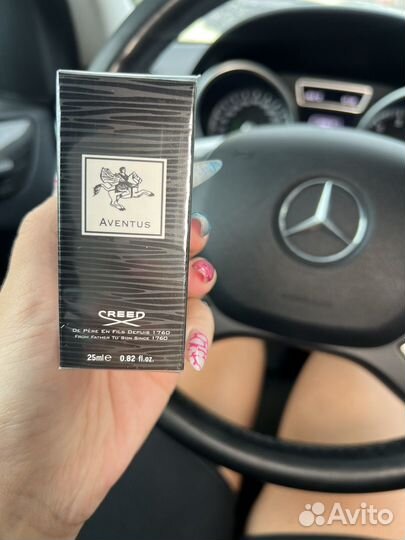 AVENTUS
CREED
DE PÈRE EN FILS DEPUIS 1760
FROM FATHER TO SON SINCE 1760
25ml℮ 0.82 fl.oz.
Avito